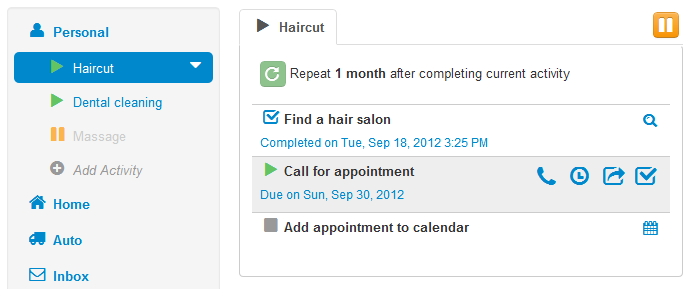 Personal
Haircut
Dental cleaning
Massage
Add Activity
Home
Auto
Inbox
Haircut
Repeat 1 month after completing current activity
Find a hair salon
Completed on Tue, Sep 18, 2012 3:25 PM
Call for appointment
Due on Sun, Sep 30, 2012
Add appointment to calendar